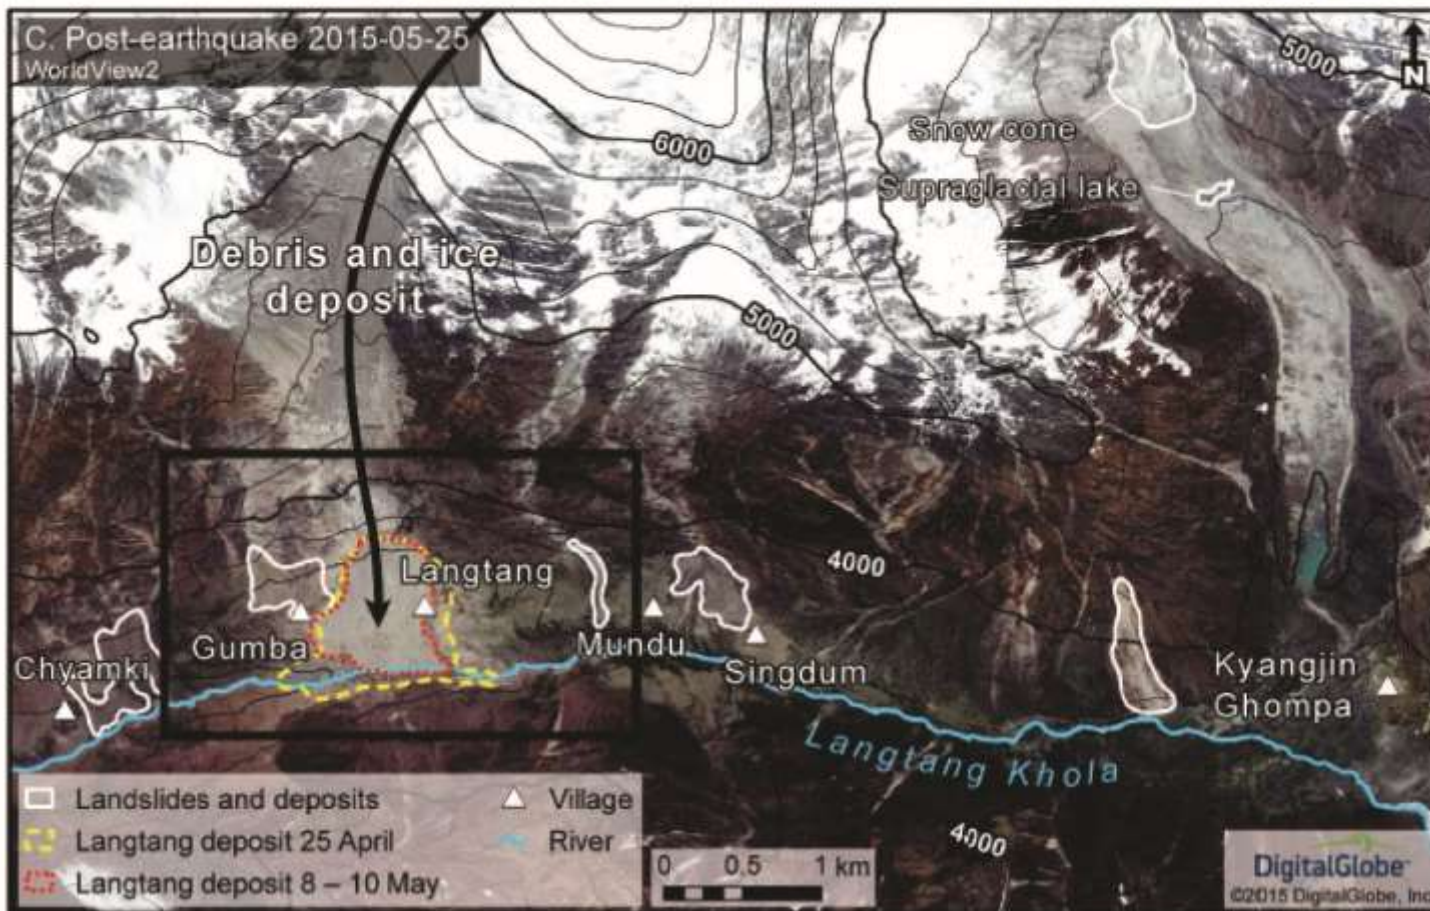 C. Post-earthquake 2015-05-25
WorldView2
5000
N
Snow cone
6000
Supraglacial lake
Debris and ice
deposit
5000
4000
Langtang
Gumba
Mundu
Chyamki
Singdum
Kyangjin
Ghompa
Langtang Khola
Landslides and deposits
Village
Langtang deposit 25 April
River
Langtang deposit 8 – 10 May
0 0,5 1 km
4000
DigitalGlobe
©2015 DigitalGlobe, Inc